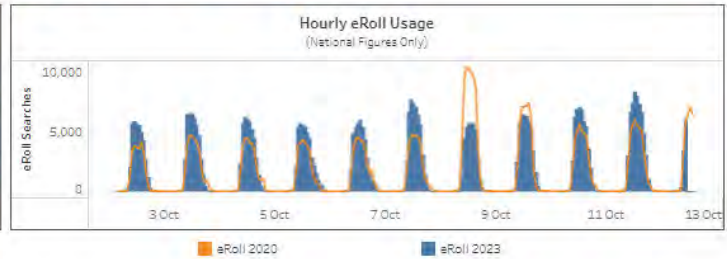 Hourly eRoll Usage
(National Figures Only)
eRoll Searches
10,000
5,000
0
3 Oct
5 Oct
7 Oct
9 Oct
11 Oct
13 Oct
eRoll 2020
eRoll 2023